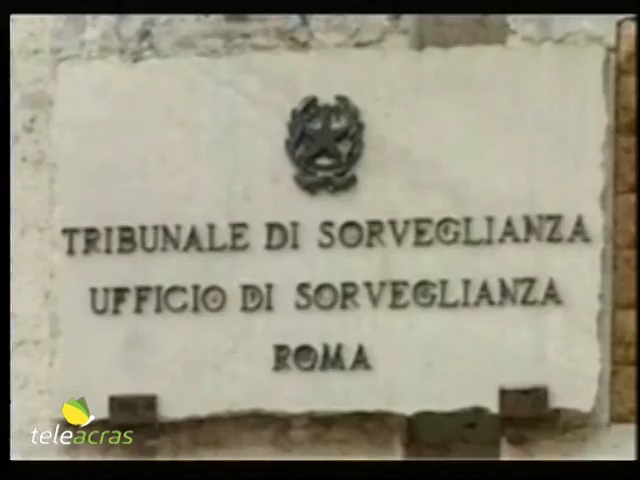 TRIBUNALE DI SORVEGLIANZA
UFFICIO DI SORVEGLIANZA
ROMA
teleacras